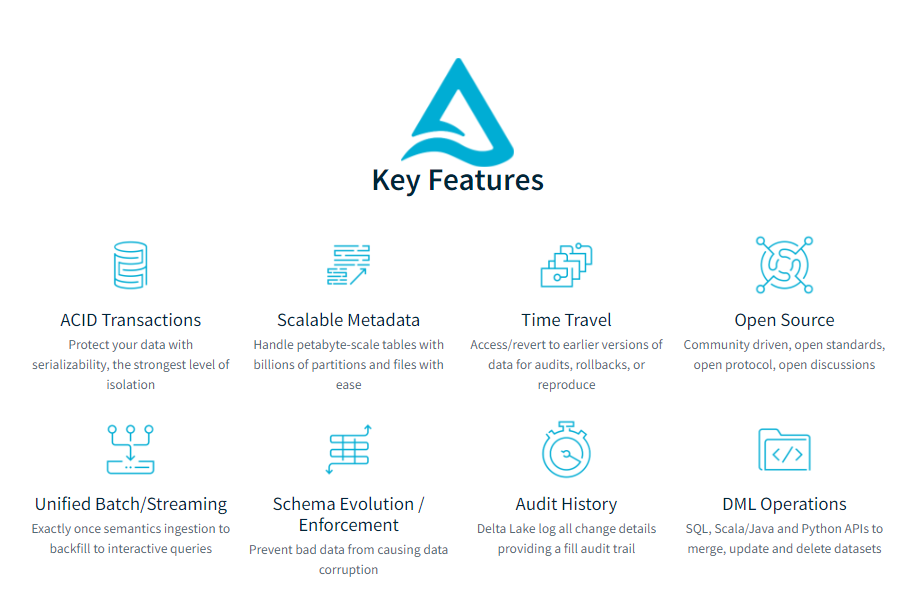 Key Features
ACID Transactions
Protect your data with
serializability, the strongest level of
isolation
Scalable Metadata
Handle petabyte-scale tables with
billions of partitions and files with
ease
Time Travel
Access/revert to earlier versions of
data for audits, rollbacks, or
reproduce
Open Source
Community driven, open standards,
open protocol, open discussions
Unified Batch/Streaming
Exactly once semantics ingestion to
backfill to interactive queries
Schema Evolution /
Enforcement
Prevent bad data from causing data
corruption
Audit History
Delta Lake log all change details
providing a fill audit trail
DML Operations
SQL, Scala/Java and Python APIs to
merge, update and delete datasets